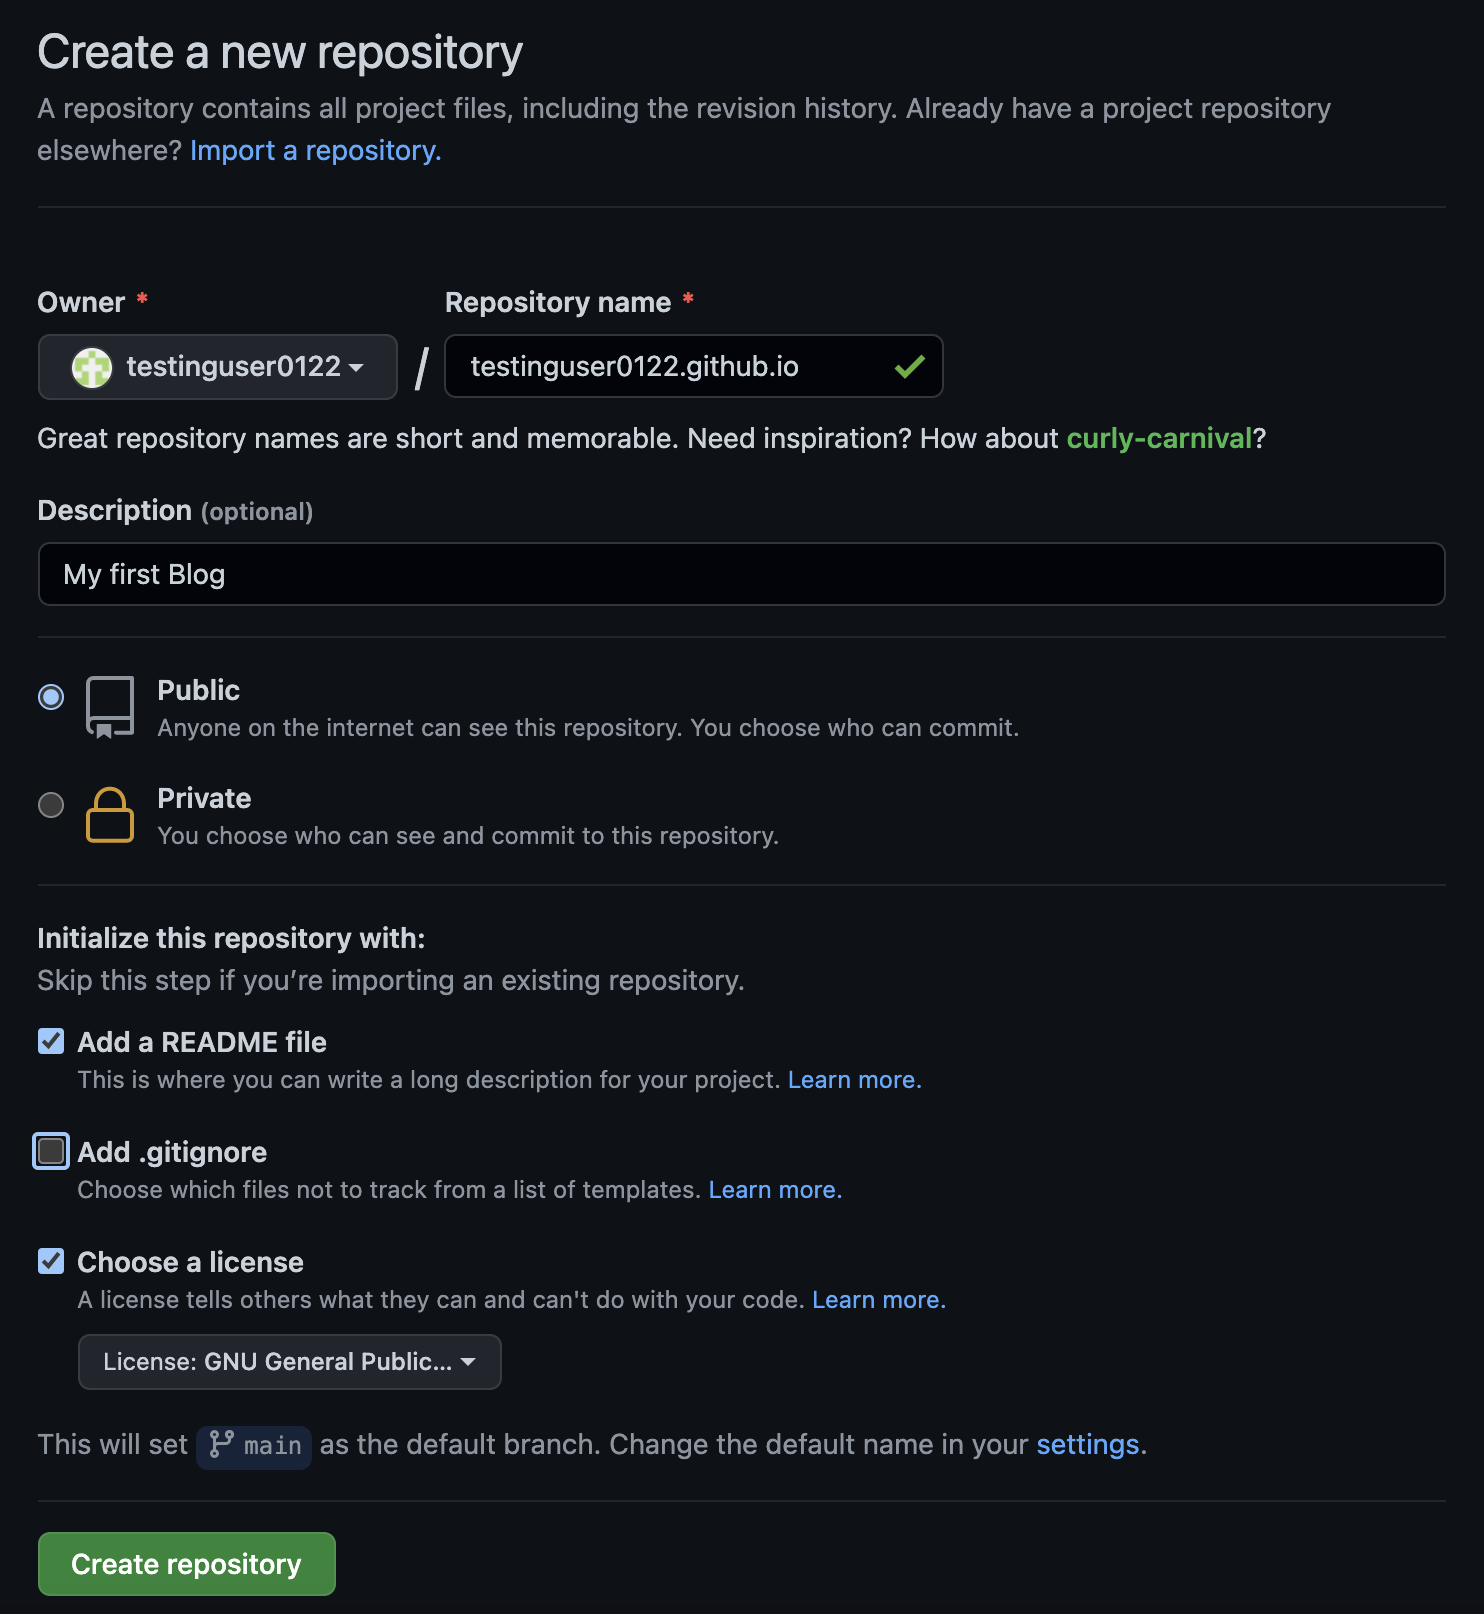 Create a new repository
A repository contains all project files, including the revision history. Already have a project repository
elsewhere? Import a repository.
Owner *
Repository name *
testinguser0122
/
testinguser0122.github.io
Great repository names are short and memorable. Need inspiration? How about curly-carnival?
Description (optional)
My first Blog
Public
Anyone on the internet can see this repository. You choose who can commit.
Private
You choose who can see and commit to this repository.
Initialize this repository with:
Skip this step if you’re importing an existing repository.
Add a README file
This is where you can write a long description for your project. Learn more.
Add .gitignore
Choose which files not to track from a list of templates. Learn more.
Choose a license
A license tells others what they can and can't do with your code. Learn more.
License: GNU General Public...
This will set main as the default branch. Change the default name in your settings.
Create repository